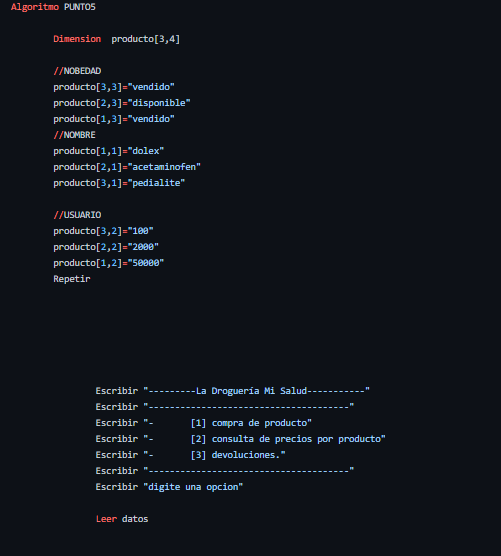 Algoritmo PUNTO5
Dimension  producto[3,4]
//NOBEDAD
producto[3,3]="vendido"
producto[2,3]="disponible"
producto[1,3]="vendido"
//NOMBRE
producto[1,1]="dolex"
producto[2,1]="acetaminofen"
producto[3,1]="pedialite"
//USUARIO
producto[3,2]="100"
producto[2,2]="2000"
producto[1,2]="50000"
Repetir
Escribir "---------La Droguería Mi Salud-----------"
Escribir "--------------------------------------"
Escribir "-       [1] compra de producto"
Escribir "-       [2] consulta de precios por producto"
Escribir "-       [3] devoluciones."
Escribir "--------------------------------------"
Escribir "digite una opcion"
Leer datos